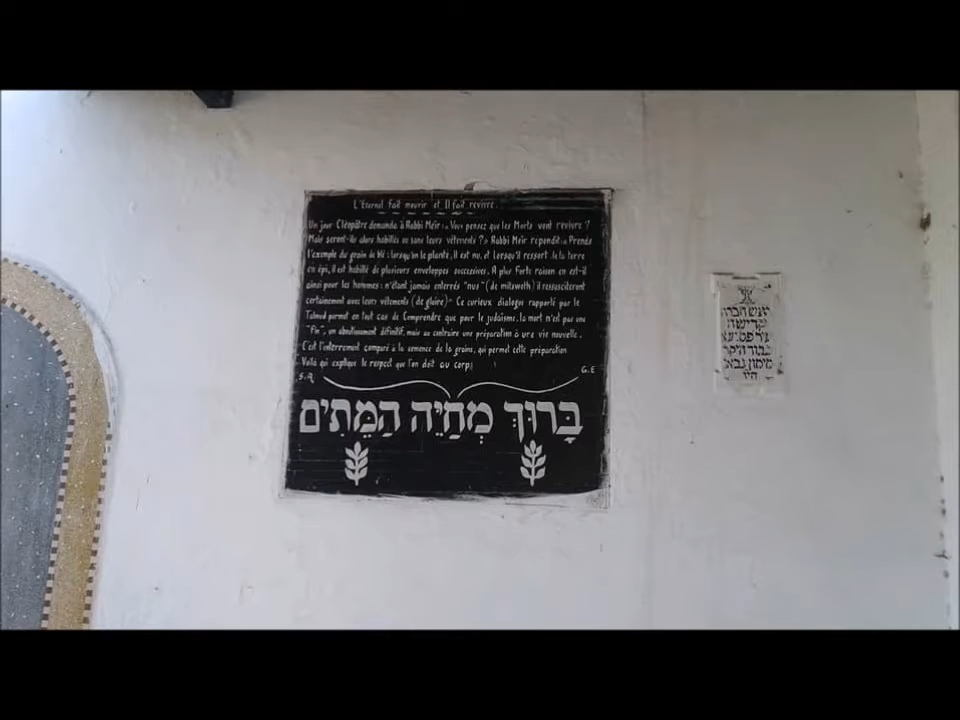 L'Eternel fait mourir et Il fait revivre.
Un jour Cléopâtre demanda à Rabbi Meïr : « Vous pensez que les Morts vont revivre ?
Mais seront-ils alors habillés ou sans leurs vêtements ? » Rabbi Meïr répondit : « Prends
l'exemple du grain de blé : lorsqu'on le plante, il est nu, et lorsqu'il ressort de la terre
en épi, il est habillé de plusieurs enveloppes successives. A plus forte raison en est-il
ainsi pour les hommes : n'étant jamais enterrés "nus" (de mitswoth) il ressusciteront
certainement avec leurs vêtements (de gloire) » Ce curieux dialogue rapporté par le
Talmud permet en tout cas de Comprendre que pour le judaïsme, la mort n'est pas une
"Fin", un aboutissement définitif, mais au contraire une préparation à une vie nouvelle.
C'est l'enterrement comparé à la semence de la grains, qui permet cette préparation
Voilà qui explique le respect que l'on doit au corps
S.R G.E
בָּרוּךְ מְחַיֵּה הַמֵּתִים
קדישה